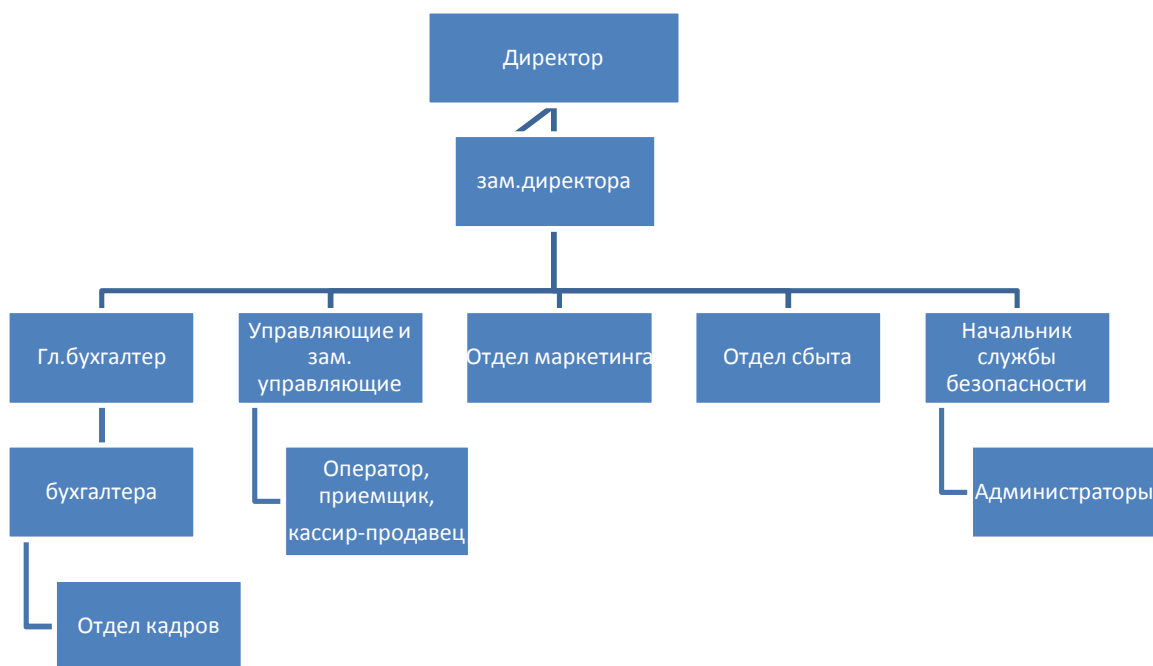 Директор
зам.директора
Гл.бухгалтер
Управляющие и
зам.
управляющие
Отдел маркетинга
Отдел сбыта
Начальник
службы
безопасности
бухгалтера
Оператор,
приемщик,
кассир-продавец
Администраторы
Отдел кадров